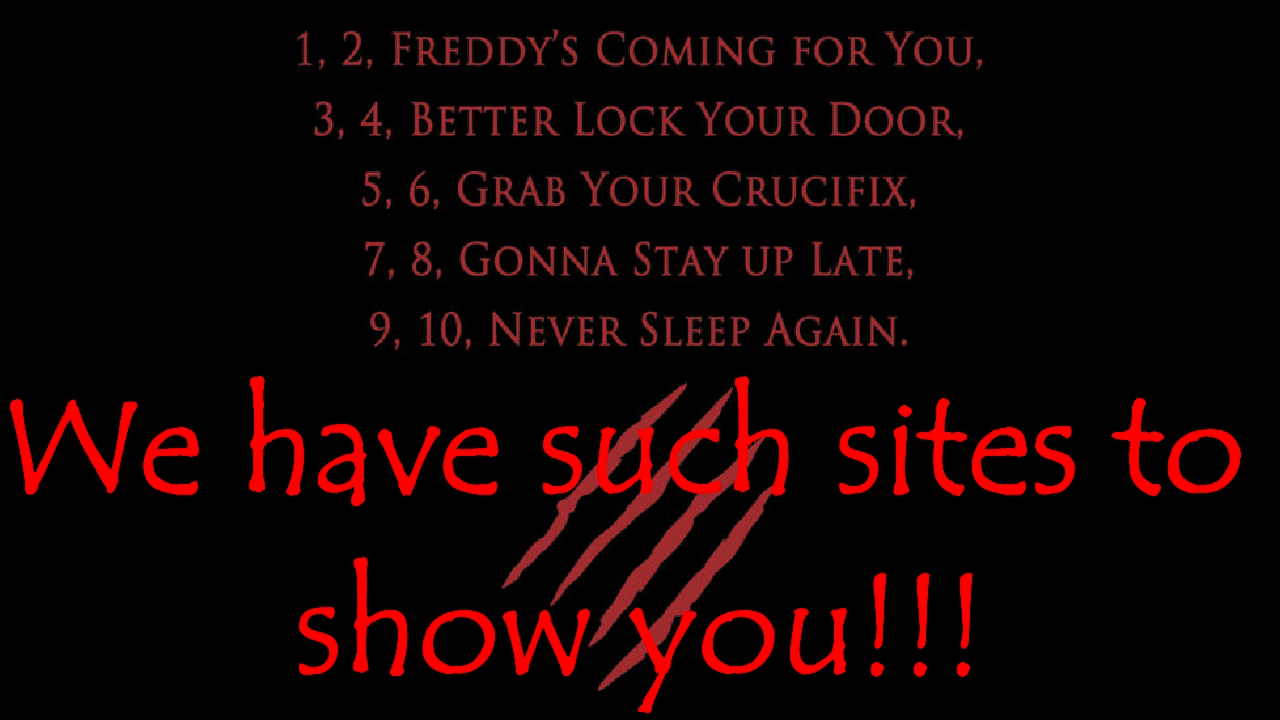 1, 2, Freddy's Coming for You,
3, 4, Better Lock Your Door,
5, 6, Grab Your Crucifix,
7, 8, Gonna Stay up Late,
9, 10, Never Sleep Again.
We have such sites to
show you!!!